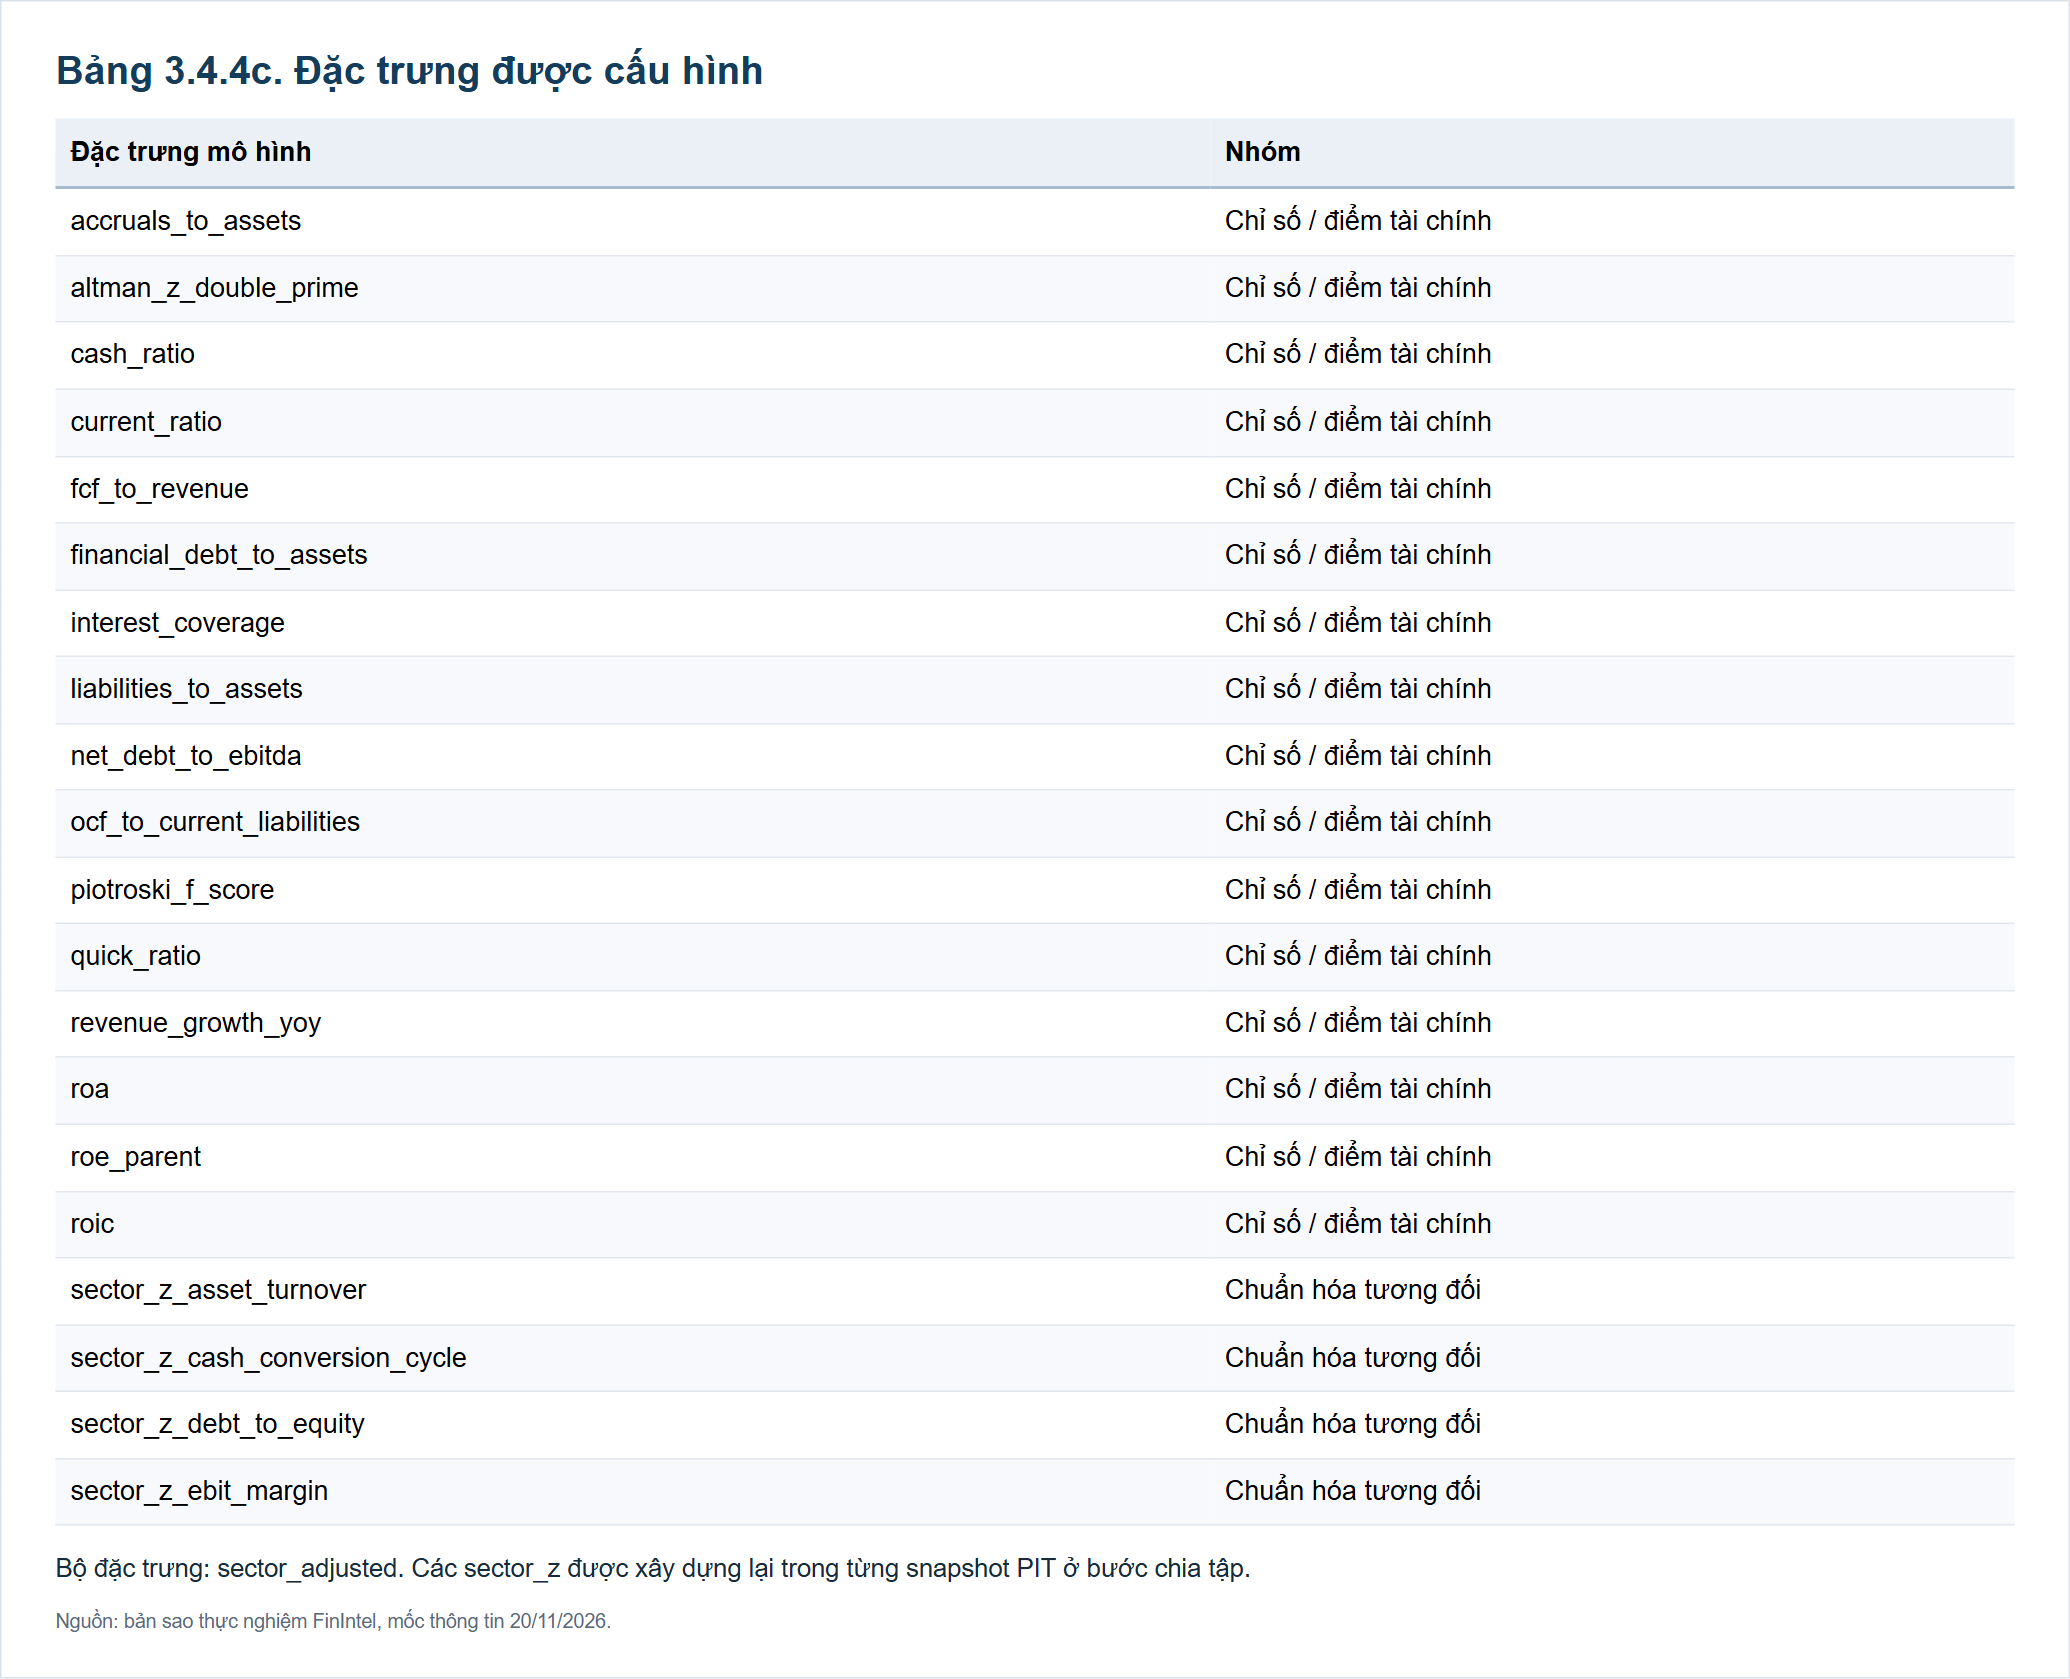 Bảng 3.4.4c. Đặc trưng được cấu hình
Đặc trưng mô hình Nhóm
accruals_to_assets Chỉ số / điểm tài chính
altman_z_double_prime Chỉ số / điểm tài chính
cash_ratio Chỉ số / điểm tài chính
current_ratio Chỉ số / điểm tài chính
fcf_to_revenue Chỉ số / điểm tài chính
financial_debt_to_assets Chỉ số / điểm tài chính
interest_coverage Chỉ số / điểm tài chính
liabilities_to_assets Chỉ số / điểm tài chính
net_debt_to_ebitda Chỉ số / điểm tài chính
ocf_to_current_liabilities Chỉ số / điểm tài chính
piotroski_f_score Chỉ số / điểm tài chính
quick_ratio Chỉ số / điểm tài chính
revenue_growth_yoy Chỉ số / điểm tài chính
roa Chỉ số / điểm tài chính
roe_parent Chỉ số / điểm tài chính
roic Chỉ số / điểm tài chính
sector_z_asset_turnover Chuẩn hóa tương đối
sector_z_cash_conversion_cycle Chuẩn hóa tương đối
sector_z_debt_to_equity Chuẩn hóa tương đối
sector_z_ebit_margin Chuẩn hóa tương đối
Bộ đặc trưng: sector_adjusted. Các sector_z được xây dựng lại trong từng snapshot PIT ở bước chia tập.
Nguồn: bản sao thực nghiệm FinIntel, mốc thông tin 20/11/2026.